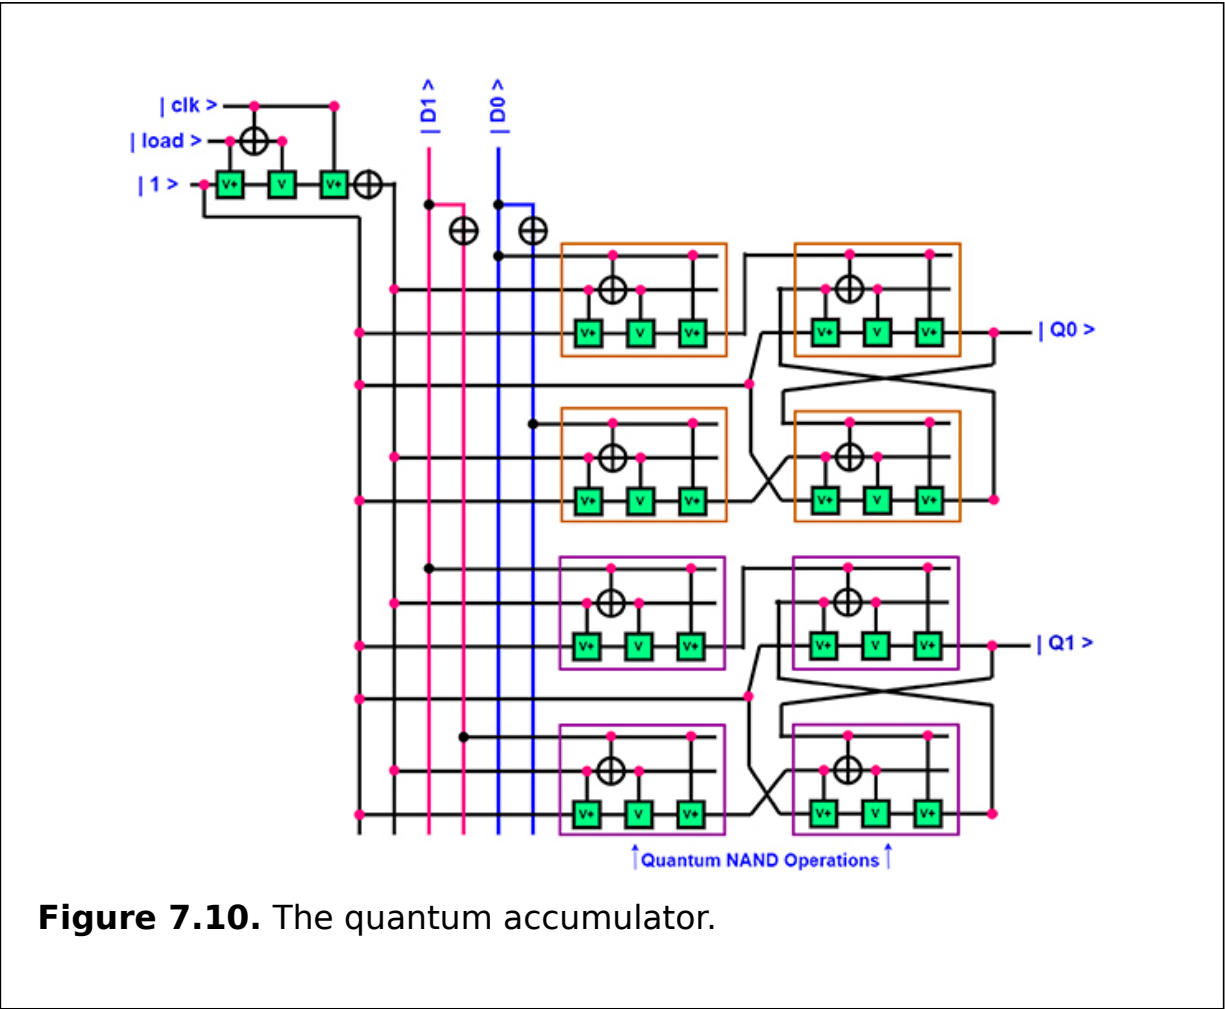 | D1 >
| D0 >
| clk >
| load >
| 1 >
V+ V V+
V+ V V+ V+ V V+
| Q0 >
V+ V V+ V+ V V+
V+ V V+ V+ V V+
| Q1 >
V+ V V+ V+ V V+
Quantum NAND Operations
Figure 7.10. The quantum accumulator.